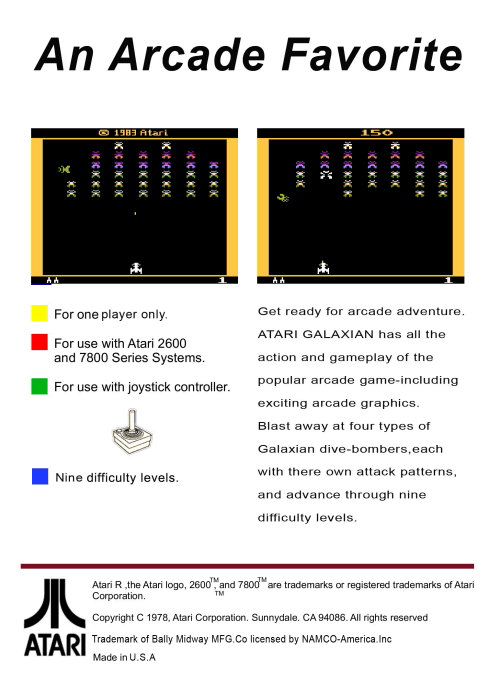 An Arcade Favorite
© 1983 Atari
1
150
1
For one player only.
For use with Atari 2600
and 7800 Series Systems.
For use with joystick controller.
Nine difficulty levels.
Get ready for arcade adventure.
ATARI GALAXIAN has all the
action and gameplay of the
popular arcade game-including
exciting arcade graphics.
Blast away at four types of
Galaxian dive-bombers,each
with there own attack patterns,
and advance through nine
difficulty levels.
Atari R ,the Atari logo, 2600™, and 7800™ are trademarks or registered trademarks of Atari
Corporation. TM
Copyright C 1978, Atari Corporation. Sunnydale. CA 94086. All rights reserved
Trademark of Bally Midway MFG.Co licensed by NAMCO-America.Inc
Made in U.S.A
ATARI